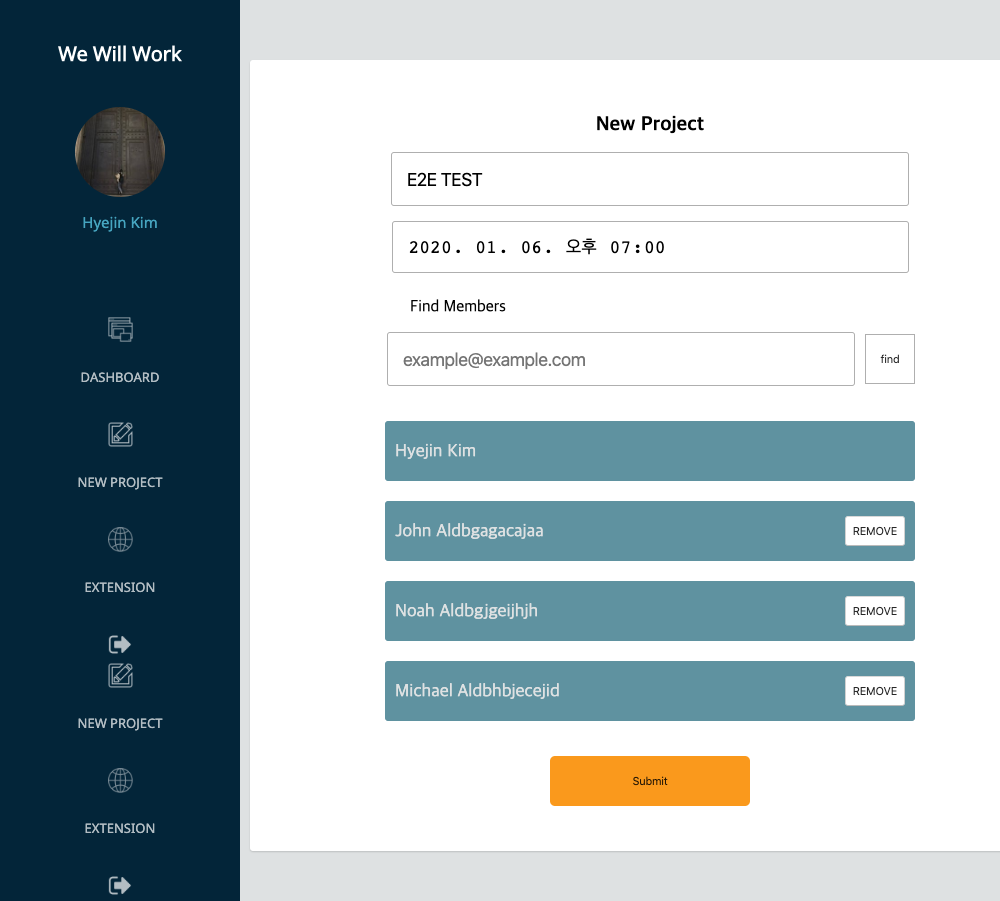 We Will Work
Hyejin Kim
DASHBOARD
NEW PROJECT
EXTENSION
NEW PROJECT
EXTENSION
New Project
E2E TEST
2020. 01. 06. 오후 07:00
Find Members
example@example.com
find
Hyejin Kim
John Aldbgagacajaa
REMOVE
Noah Aldbgjgeijhjh
REMOVE
Michael Aldbhbjecejid
REMOVE
Submit